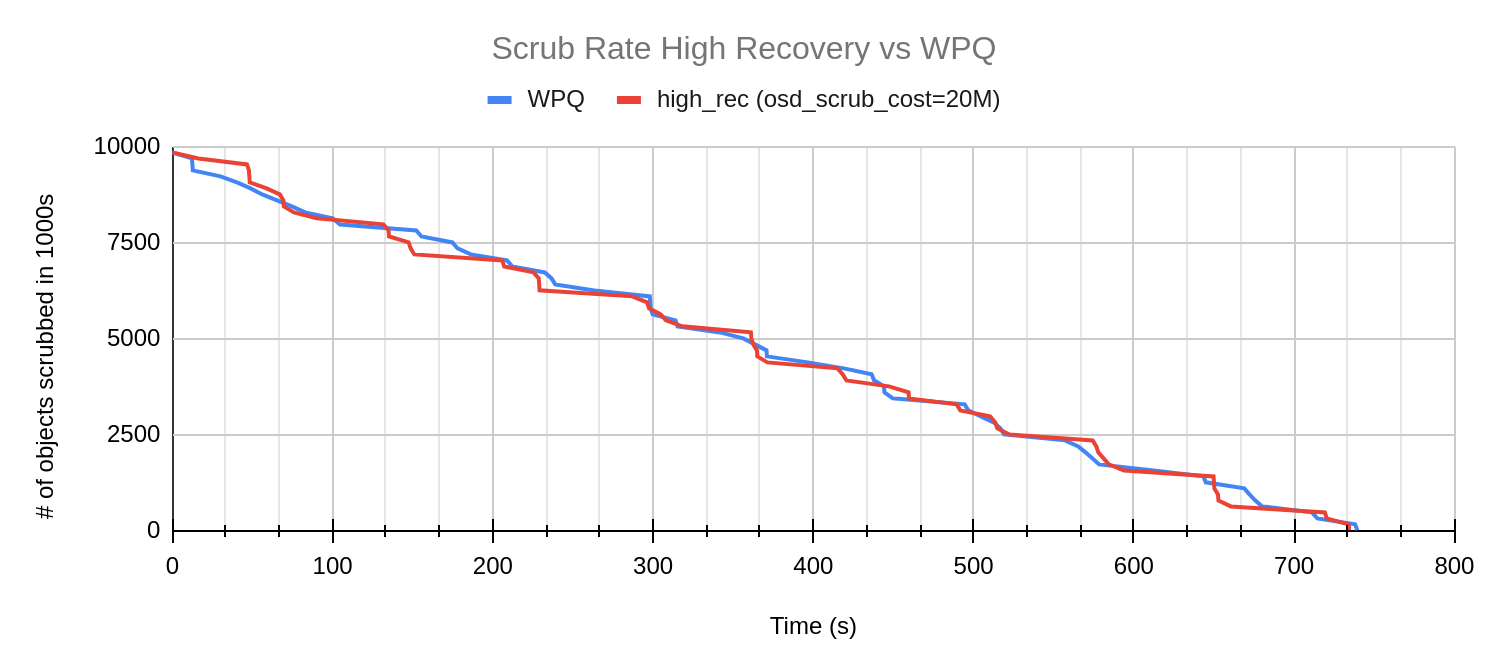 Scrub Rate High Recovery vs WPQ
WPQ high_rec (osd_scrub_cost=20M)
# of objects scrubbed in 1000s
10000
7500
5000
2500
0
0 100 200 300 400 500 600 700 800
Time (s)